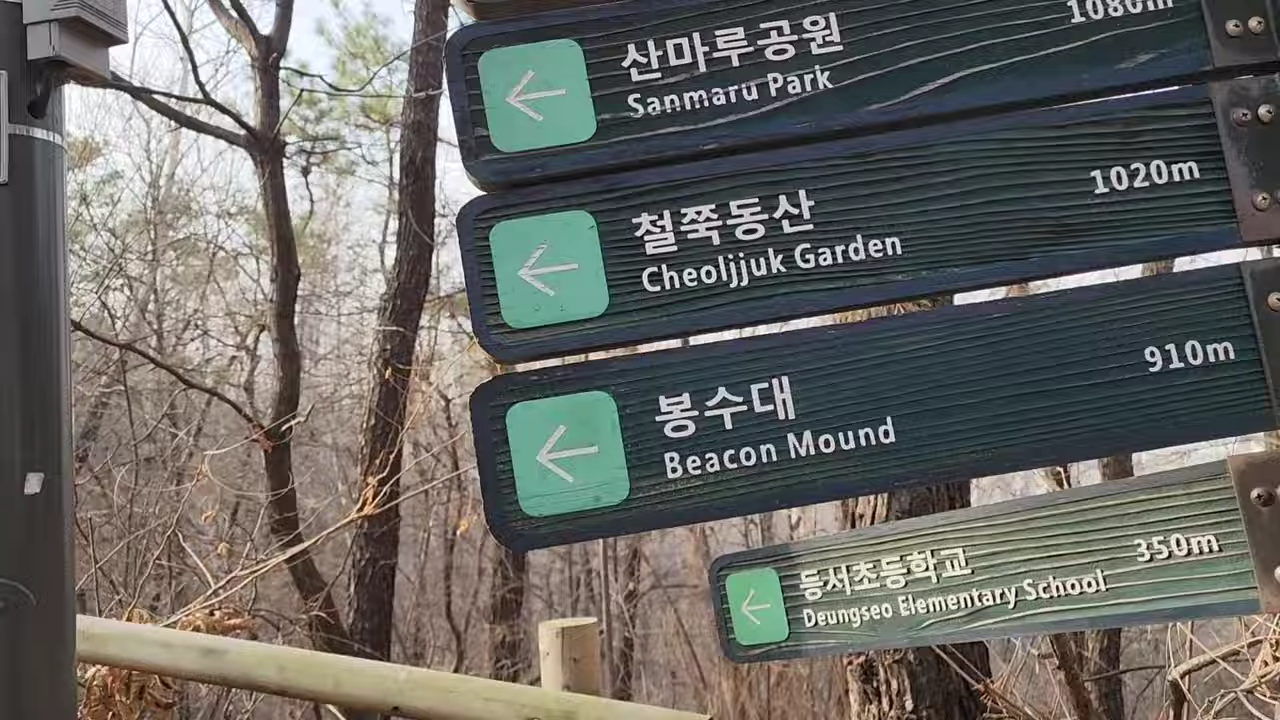 산마루공원
Sanmaru Park
1080m
철쭉동산
Cheoljjuk Garden
1020m
봉수대
Beacon Mound
910m
등서초등학교
Deungseo Elementary School
350m